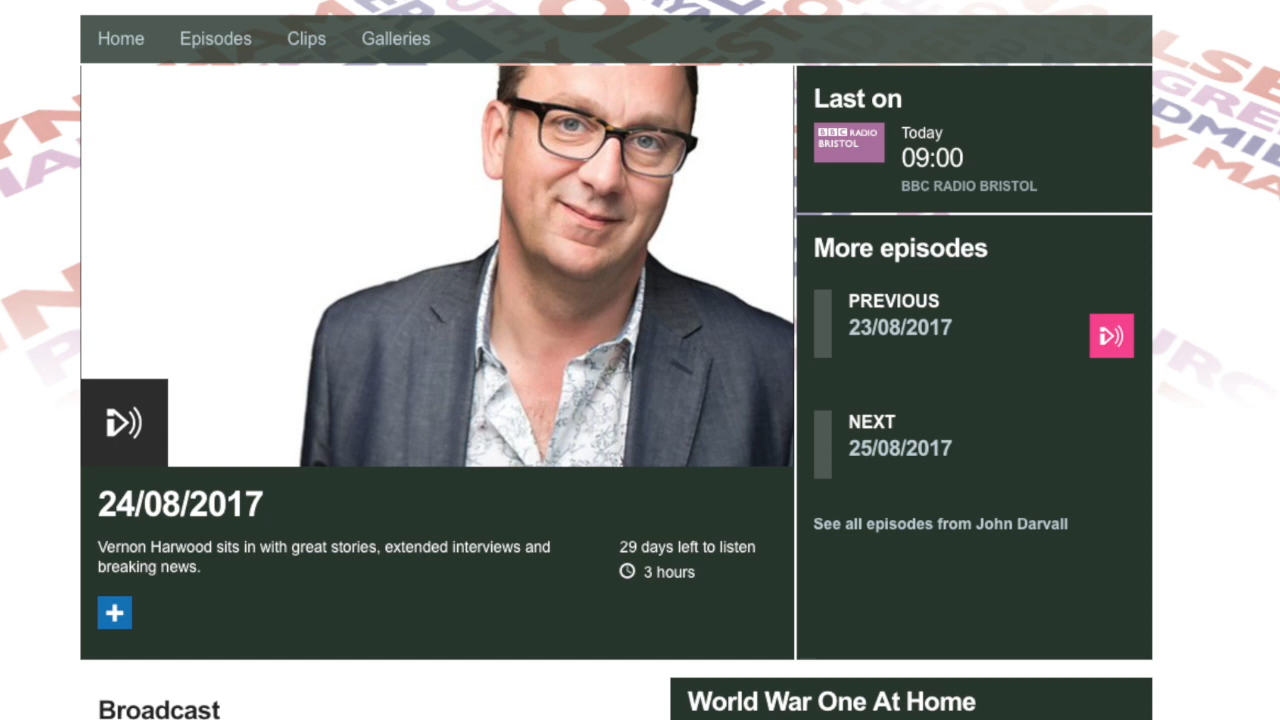 Home Episodes Clips Galleries
Last on
BBC RADIO
BRISTOL
Today
09:00
BBC RADIO BRISTOL
More episodes
PREVIOUS
23/08/2017
NEXT
25/08/2017
See all episodes from John Darvall
24/08/2017
Vernon Harwood sits in with great stories, extended interviews and
breaking news.
29 days left to listen
3 hours
Broadcast
World War One At Home